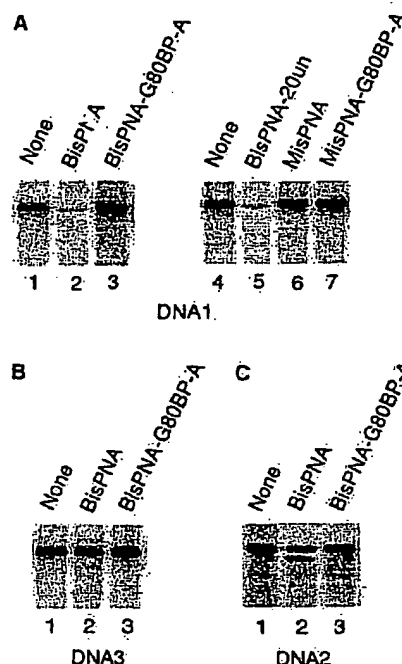 A
None
BisPNA
BisPNA-G80BP-A
None
BisPNA-20un
MisPNA
MisPNA-G80BP-A
1 2 3 4 5 6 7
DNA1
B
None
BisPNA
BisPNA-G80BP-A
1 2 3
DNA3
C
None
BisPNA
BisPNA-G80BP-A
1 2 3
DNA2